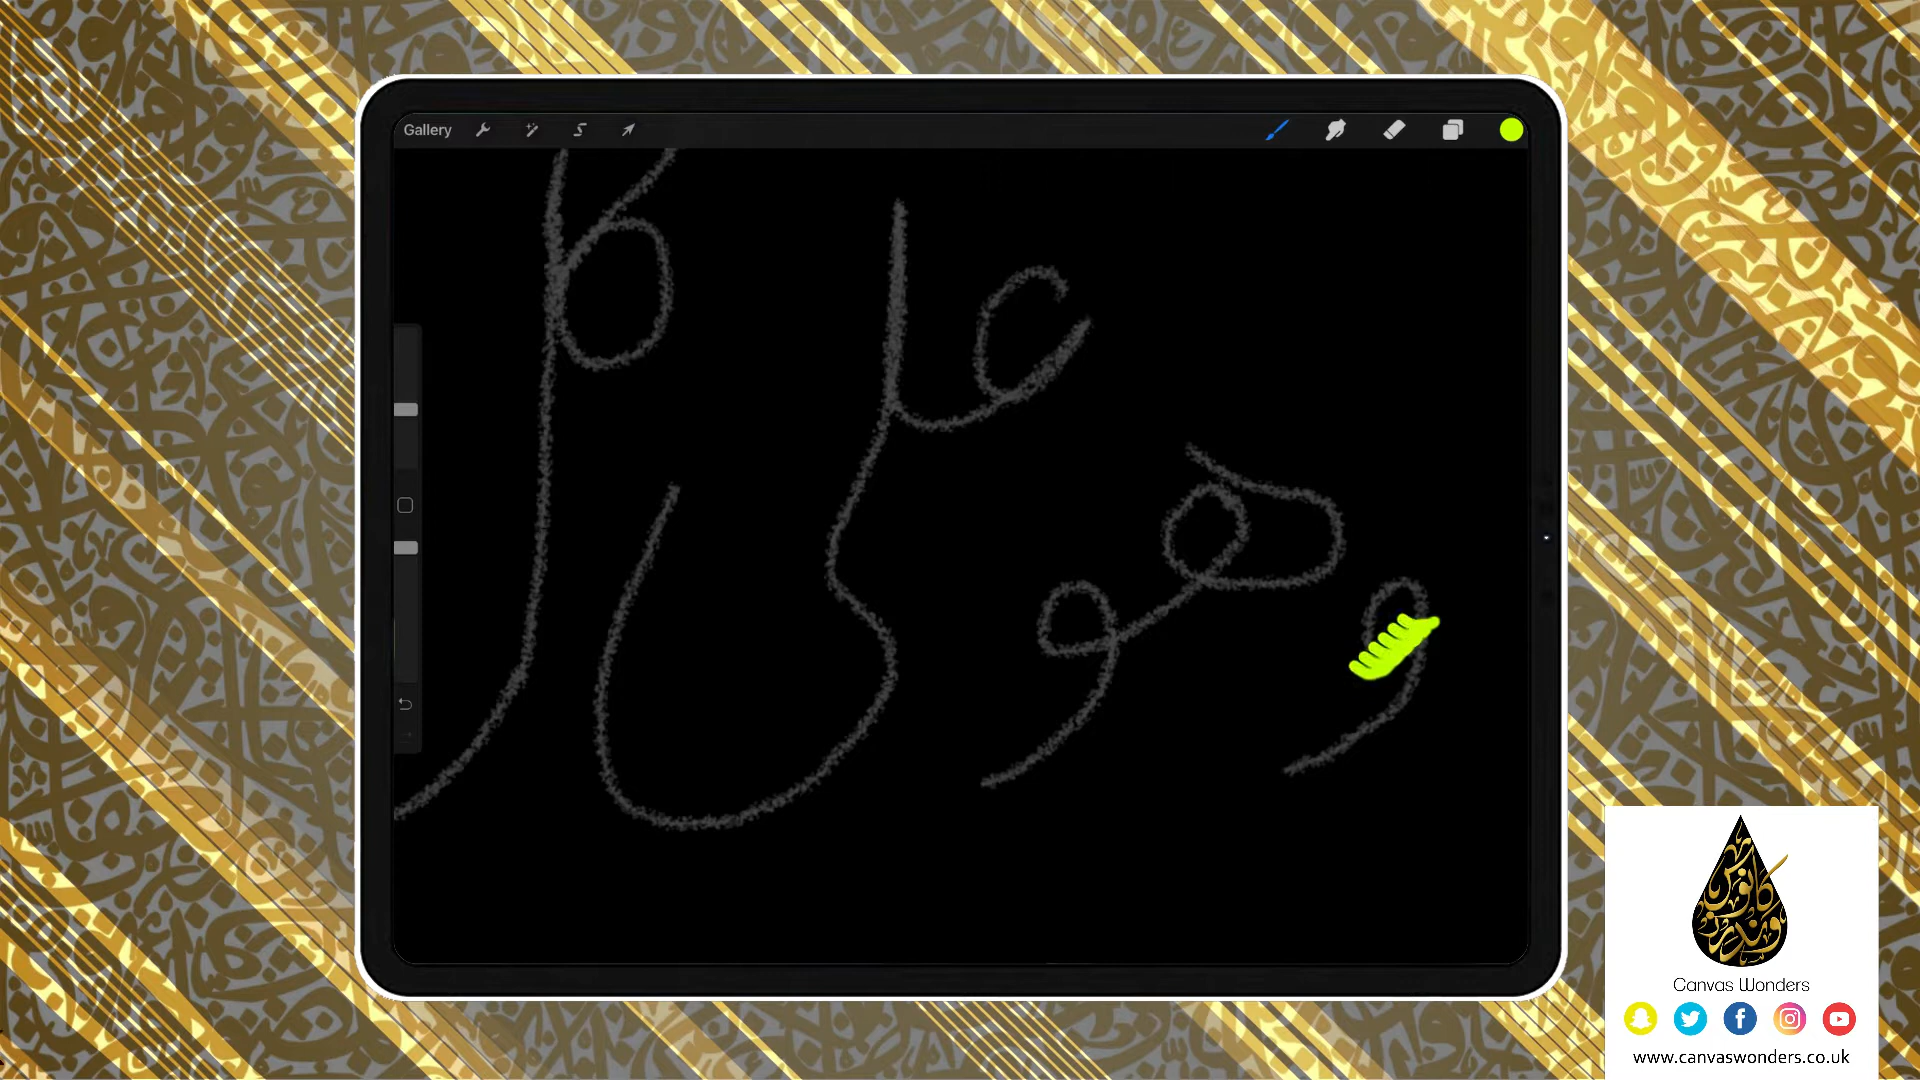 Gallery
وهو على كل
Canvas Wonders
www.canvaswonders.co.uk